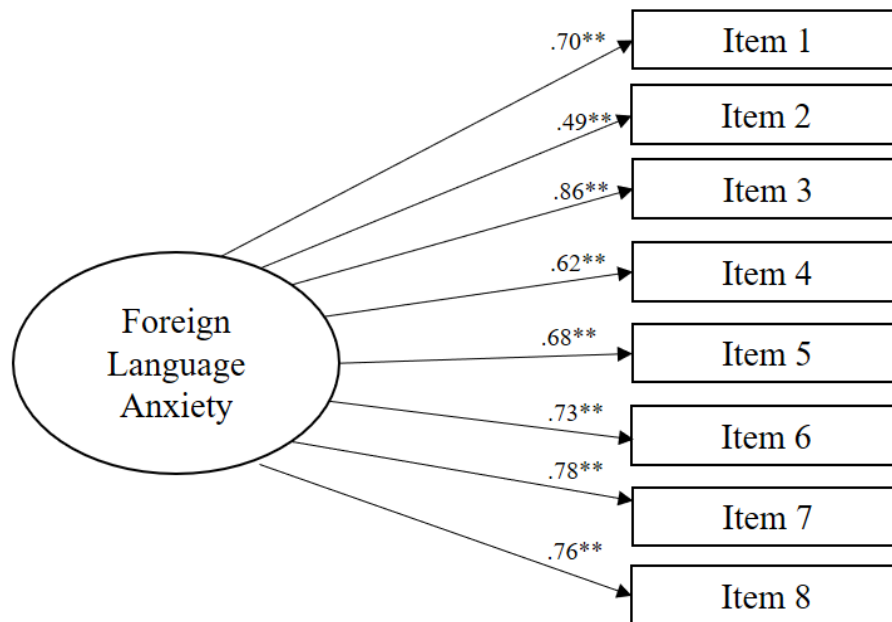 .70**
Item 1
.49**
Item 2
.86**
Item 3
.62**
Item 4
Foreign
Language
Anxiety
.68**
Item 5
.73**
Item 6
.78**
Item 7
.76**
Item 8